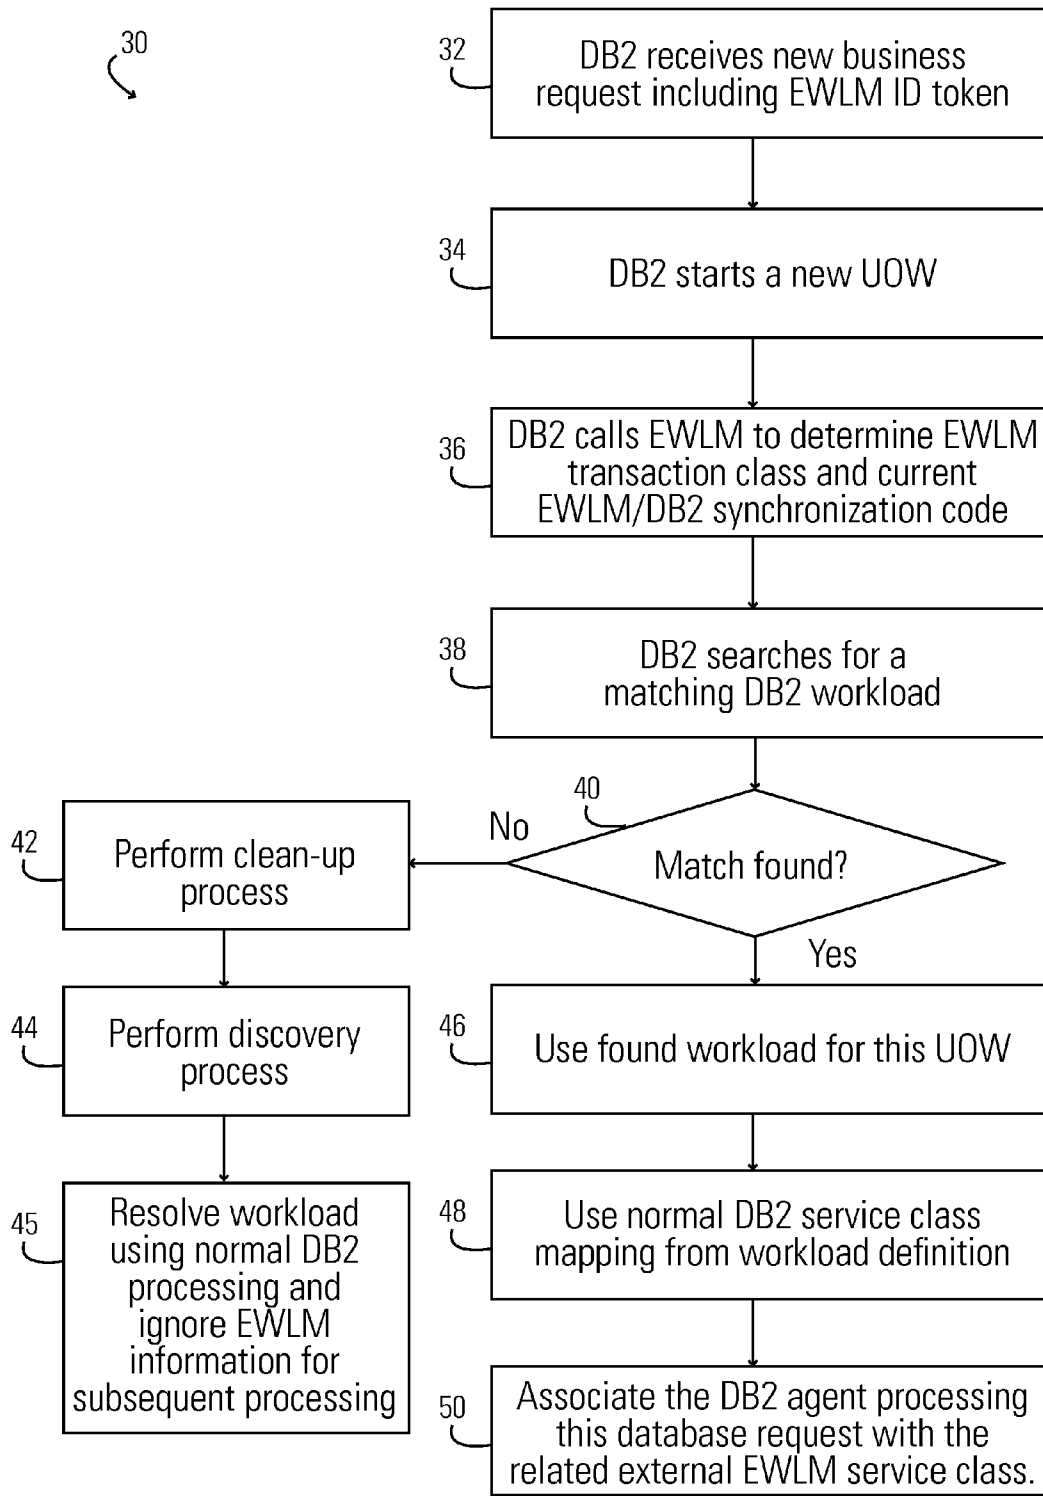 30
32
DB2 receives new business
request including EWLM ID token
34
DB2 starts a new UOW
36
DB2 calls EWLM to determine EWLM
transaction class and current
EWLM/DB2 synchronization code
38
DB2 searches for a
matching DB2 workload
40
Match found?
No
Yes
42
Perform clean-up
process
44
Perform discovery
process
45
Resolve workload
using normal DB2
processing and
ignore EWLM
information for
subsequent processing
46
Use found workload for this UOW
48
Use normal DB2 service class
mapping from workload definition
50
Associate the DB2 agent processing
this database request with the
related external EWLM service class.